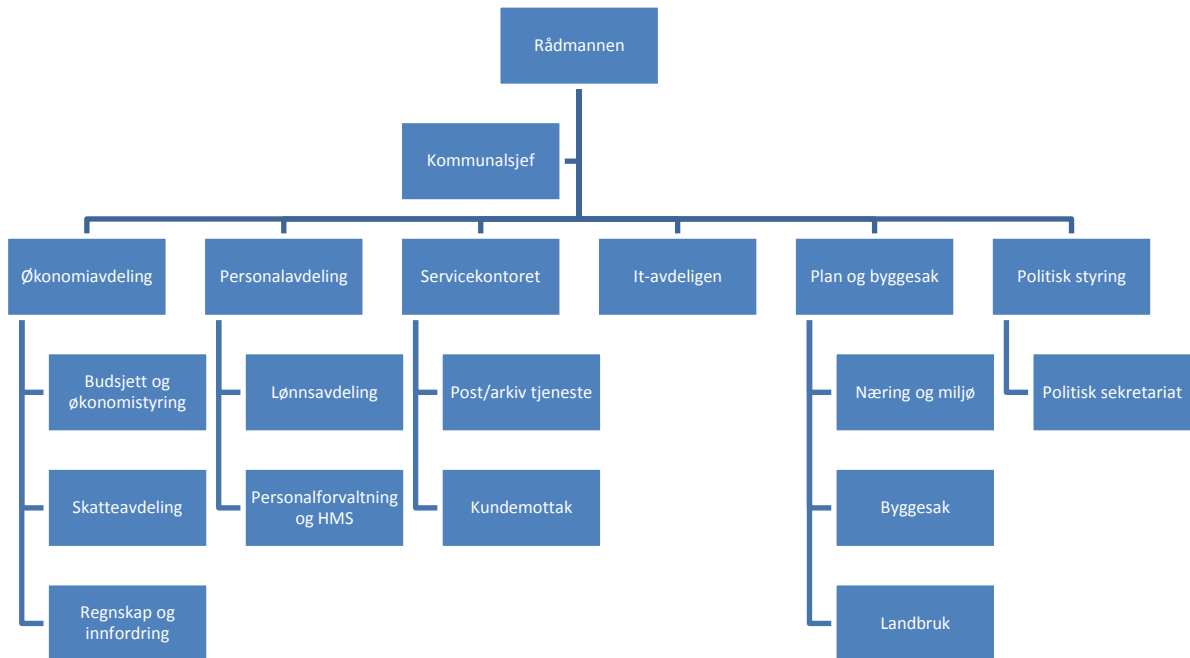 Rådmannen
Kommunalsjef
Økonomiavdeling
Personalavdeling
Servicekontoret
It-avdeligen
Plan og byggesak
Politisk styring
Budsjett og
økonomistyring
Lønnsavdeling
Post/arkiv tjeneste
Næring og miljø
Politisk sekretariat
Skatteavdeling
Personalforvaltning
og HMS
Kundemottak
Byggesak
Regnskap og
innfordring
Landbruk